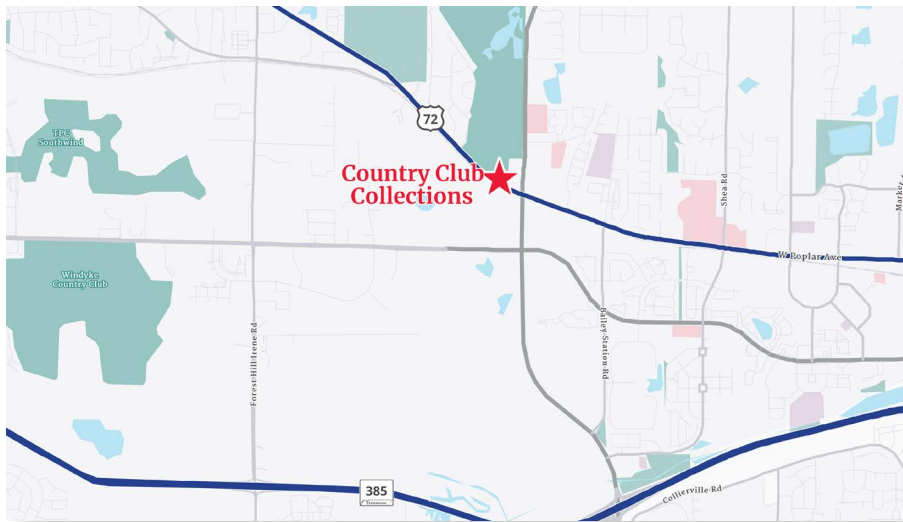 72
TPC
Southwind
Country Club
Collections
Shea Rd
W Poplar Ave
Windyke
Country Club
Forest-Hill-Irene-Rd
Bailey-Station-Rd
385
Collierville Rd